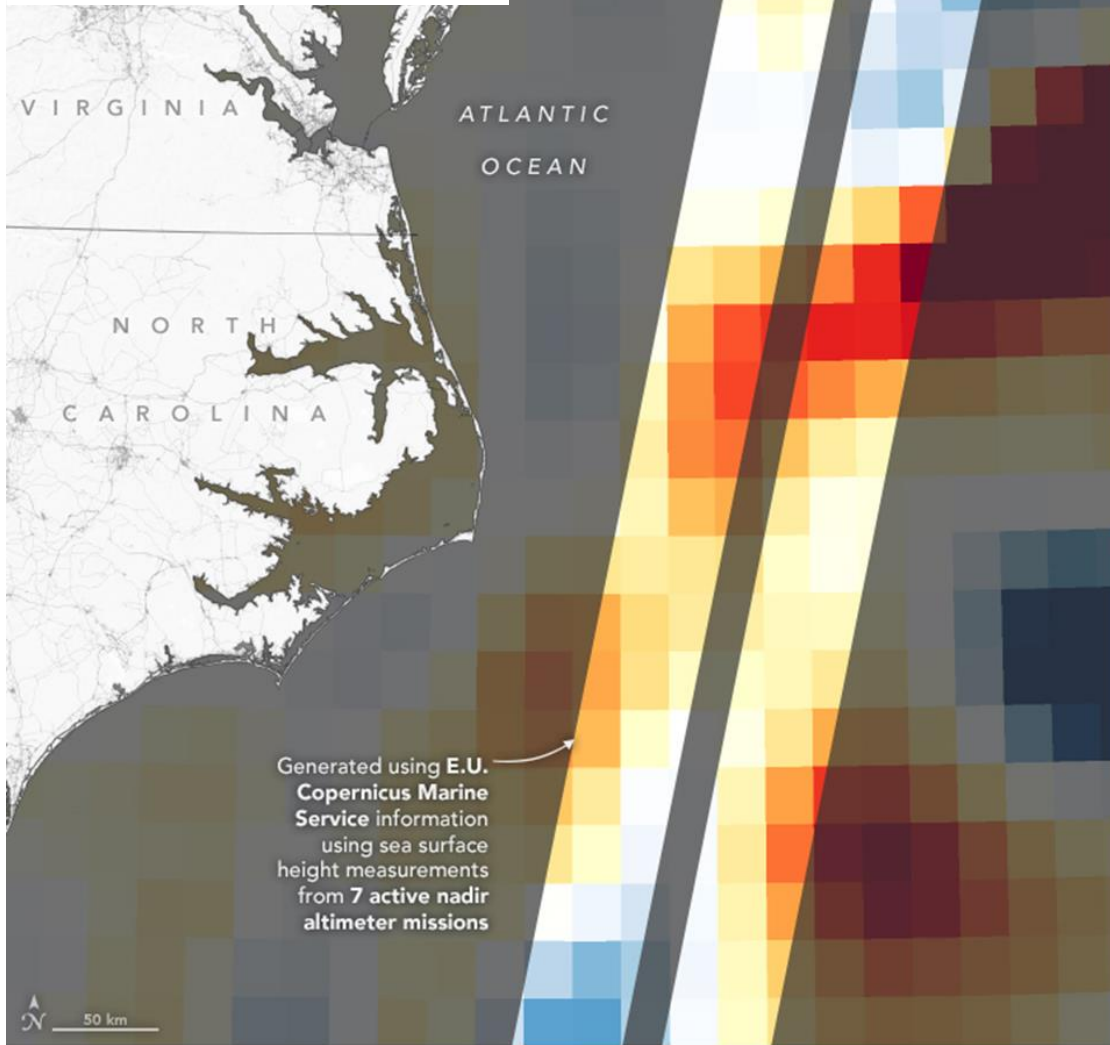 VIRGINIA
ATLANTIC
OCEAN
NORTH
CAROLINA
Generated using E.U.
Copernicus Marine
Service information
using sea surface
height measurements
from 7 active nadir
altimeter missions
N
50 km